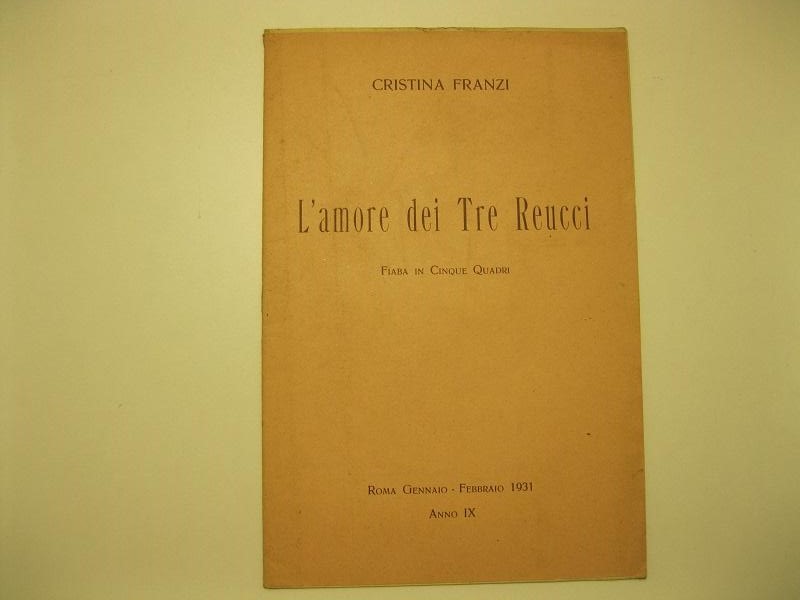 CRISTINA FRANZI
L'amore dei Tre Reucci
FIABA IN CINQUE QUADRI
ROMA GENNAIO - FEBBRAIO 1931
ANNO IX